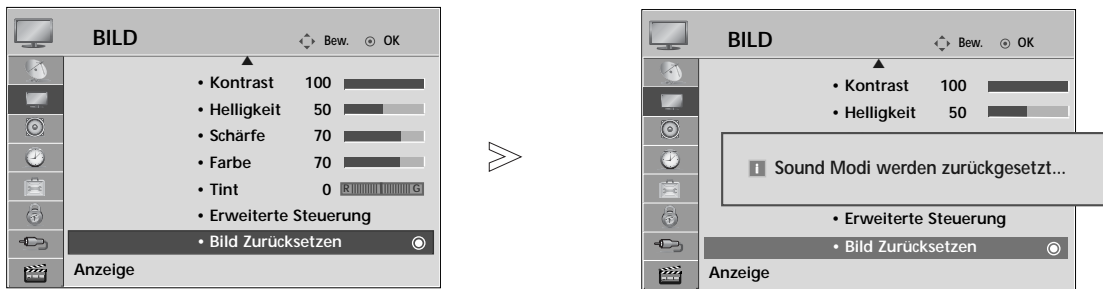 BILD Bew. OK
• Kontrast 100
• Helligkeit 50
• Schärfe 70
• Farbe 70
• Tint 0 R G
• Erweiterte Steuerung
• Bild Zurücksetzen
Anzeige
BILD Bew. OK
• Kontrast 100
• Helligkeit 50
i Sound Modi werden zurückgesetzt...
• Erweiterte Steuerung
• Bild Zurücksetzen
Anzeige